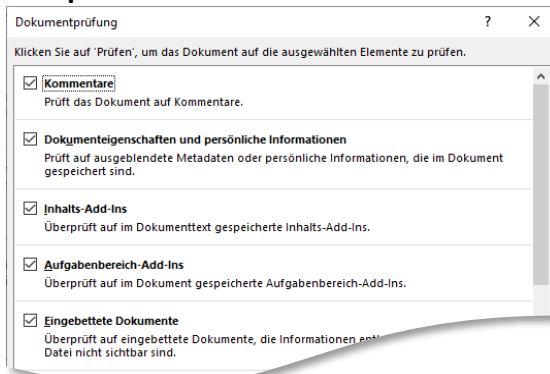 Dokumentprüfung ? ×
Klicken Sie auf 'Prüfen', um das Dokument auf die ausgewählten Elemente zu prüfen.
Kommentare
Prüft das Dokument auf Kommentare.
Dokumenteigenschaften und persönliche Informationen
Prüft auf ausgeblendete Metadaten oder persönliche Informationen, die im Dokument
gespeichert sind.
Inhalts-Add-Ins
Überprüft auf im Dokumenttext gespeicherte Inhalts-Add-Ins.
Aufgabenbereich-Add-Ins
Überprüft auf im Dokument gespeicherte Aufgabenbereich-Add-Ins.
Eingebettete Dokumente
Überprüft auf eingebettete Dokumente, die Informationen
Datei nicht sichtbar sind.